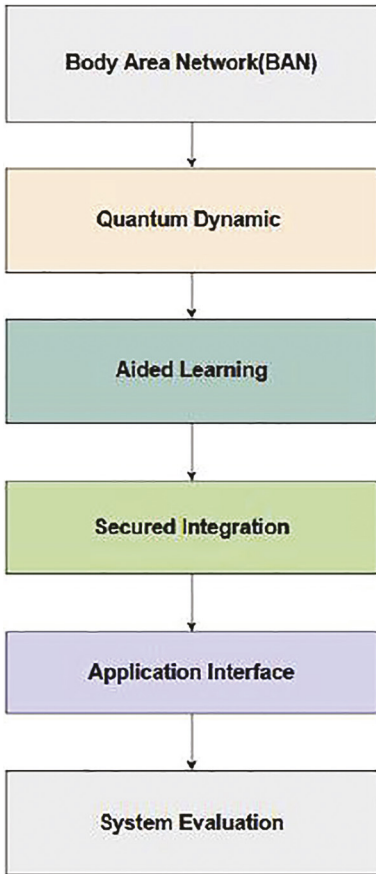 Body Area Network(BAN)
Quantum Dynamic
Aided Learning
Secured Integration
Application Interface
System Evaluation